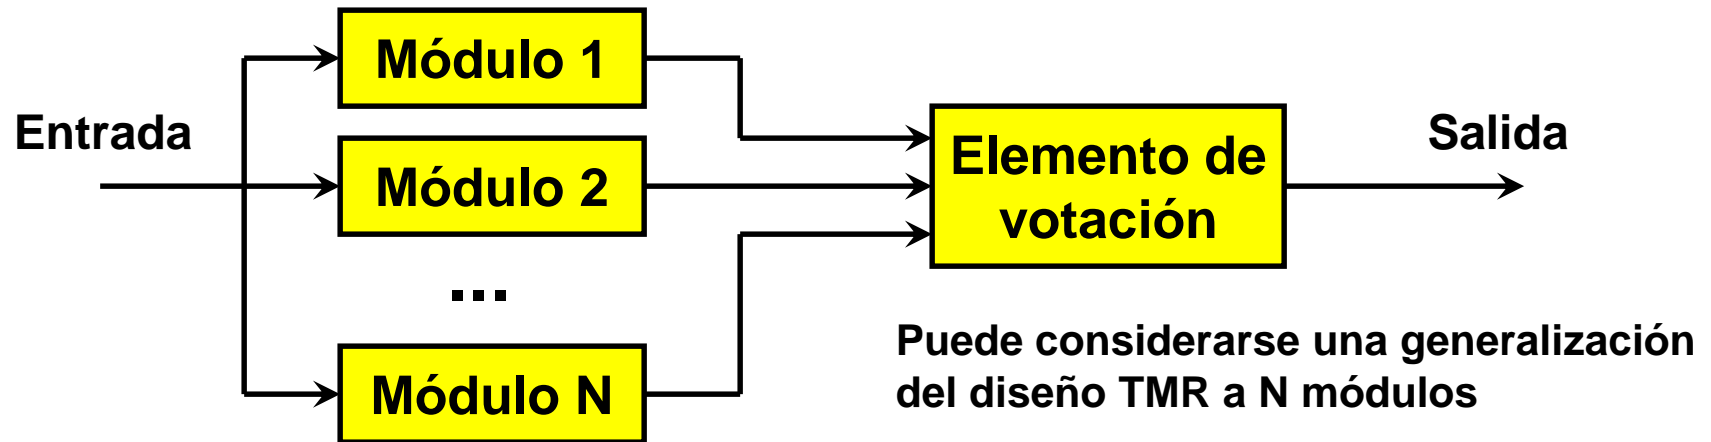 Módulo 1
Entrada
Módulo 2
...
Módulo N
Elemento de
votación
Salida
Puede considerarse una generalización
del diseño TMR a N módulos